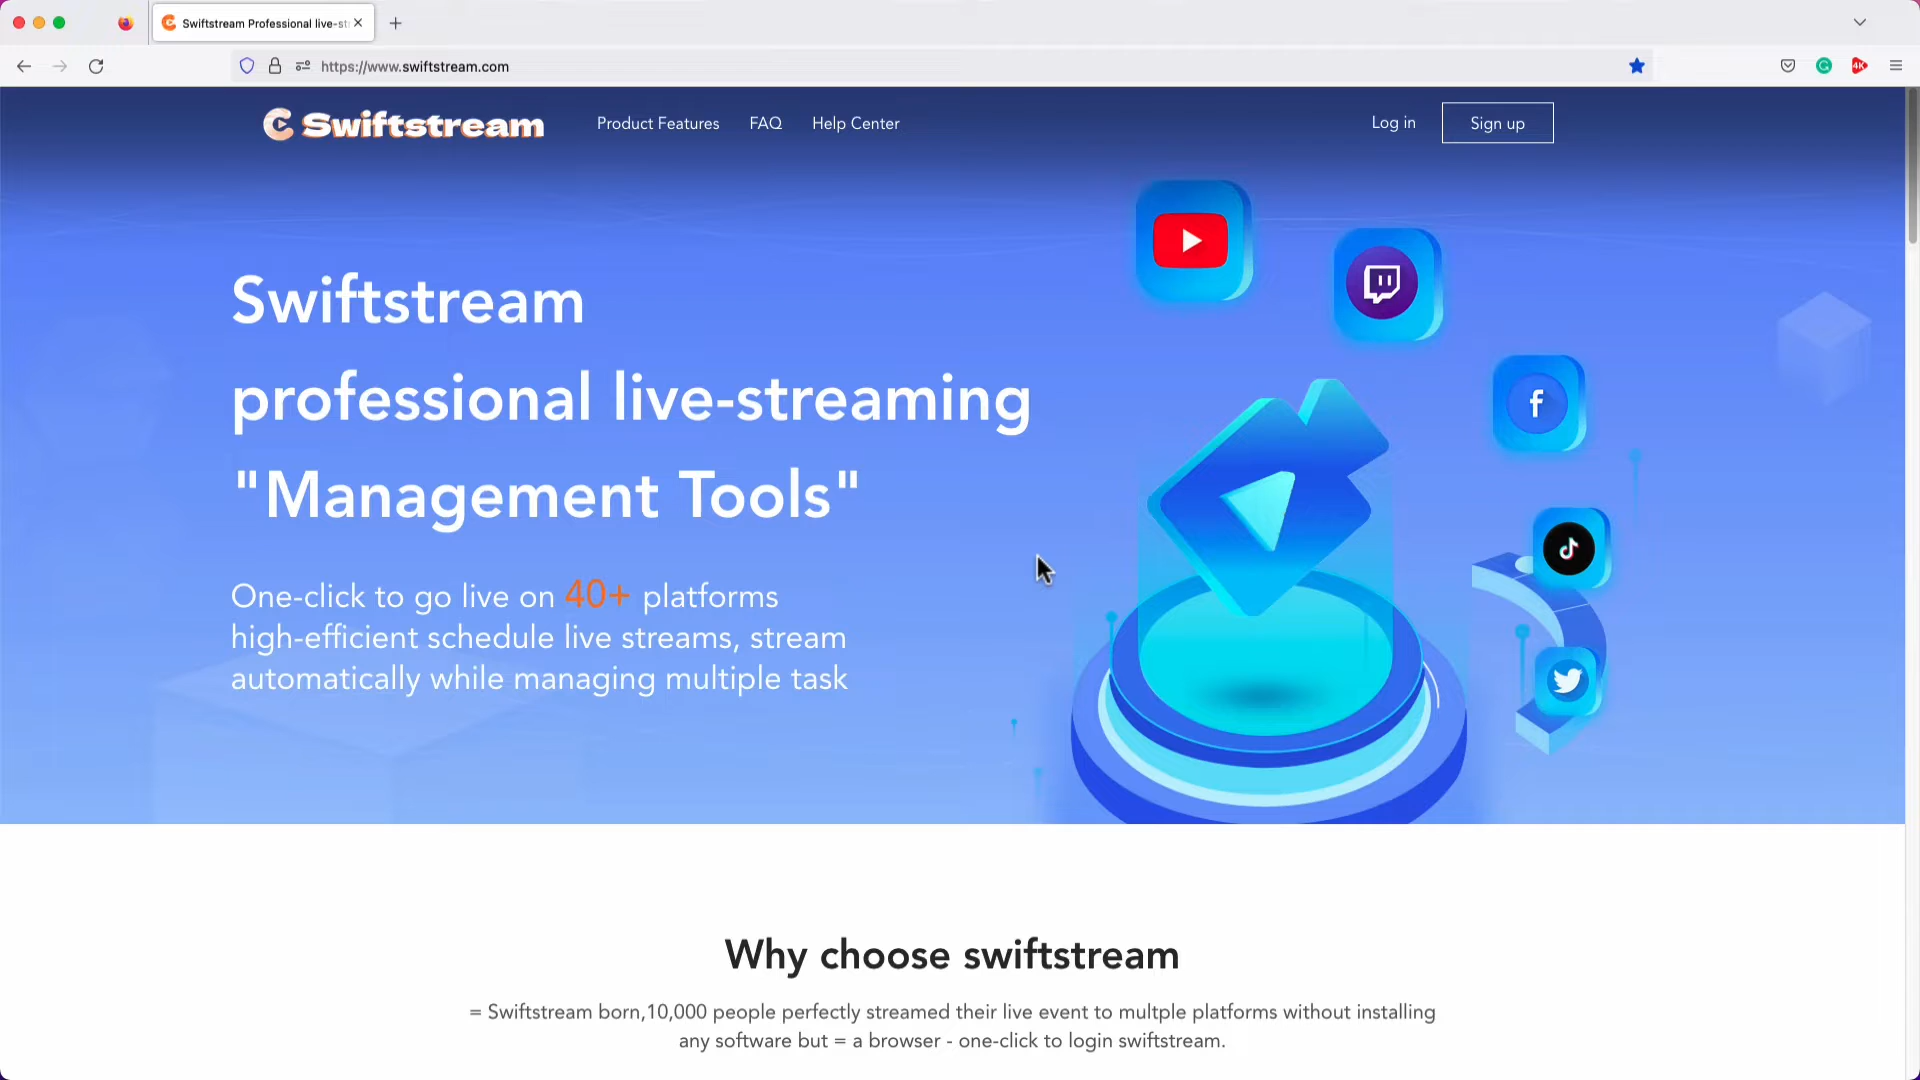 Swiftstream Professional live-st
https://www.swiftstream.com
4K
Swiftstream
Product Features
FAQ
Help Center
Log in
Sign up
Swiftstream
professional live-streaming
"Management Tools"
One-click to go live on 40+ platforms
high-efficient schedule live streams, stream
automatically while managing multiple task
Why choose swiftstream
= Swiftstream born,10,000 people perfectly streamed their live event to multple platforms without installing
any software but = a browser - one-click to login swiftstream.